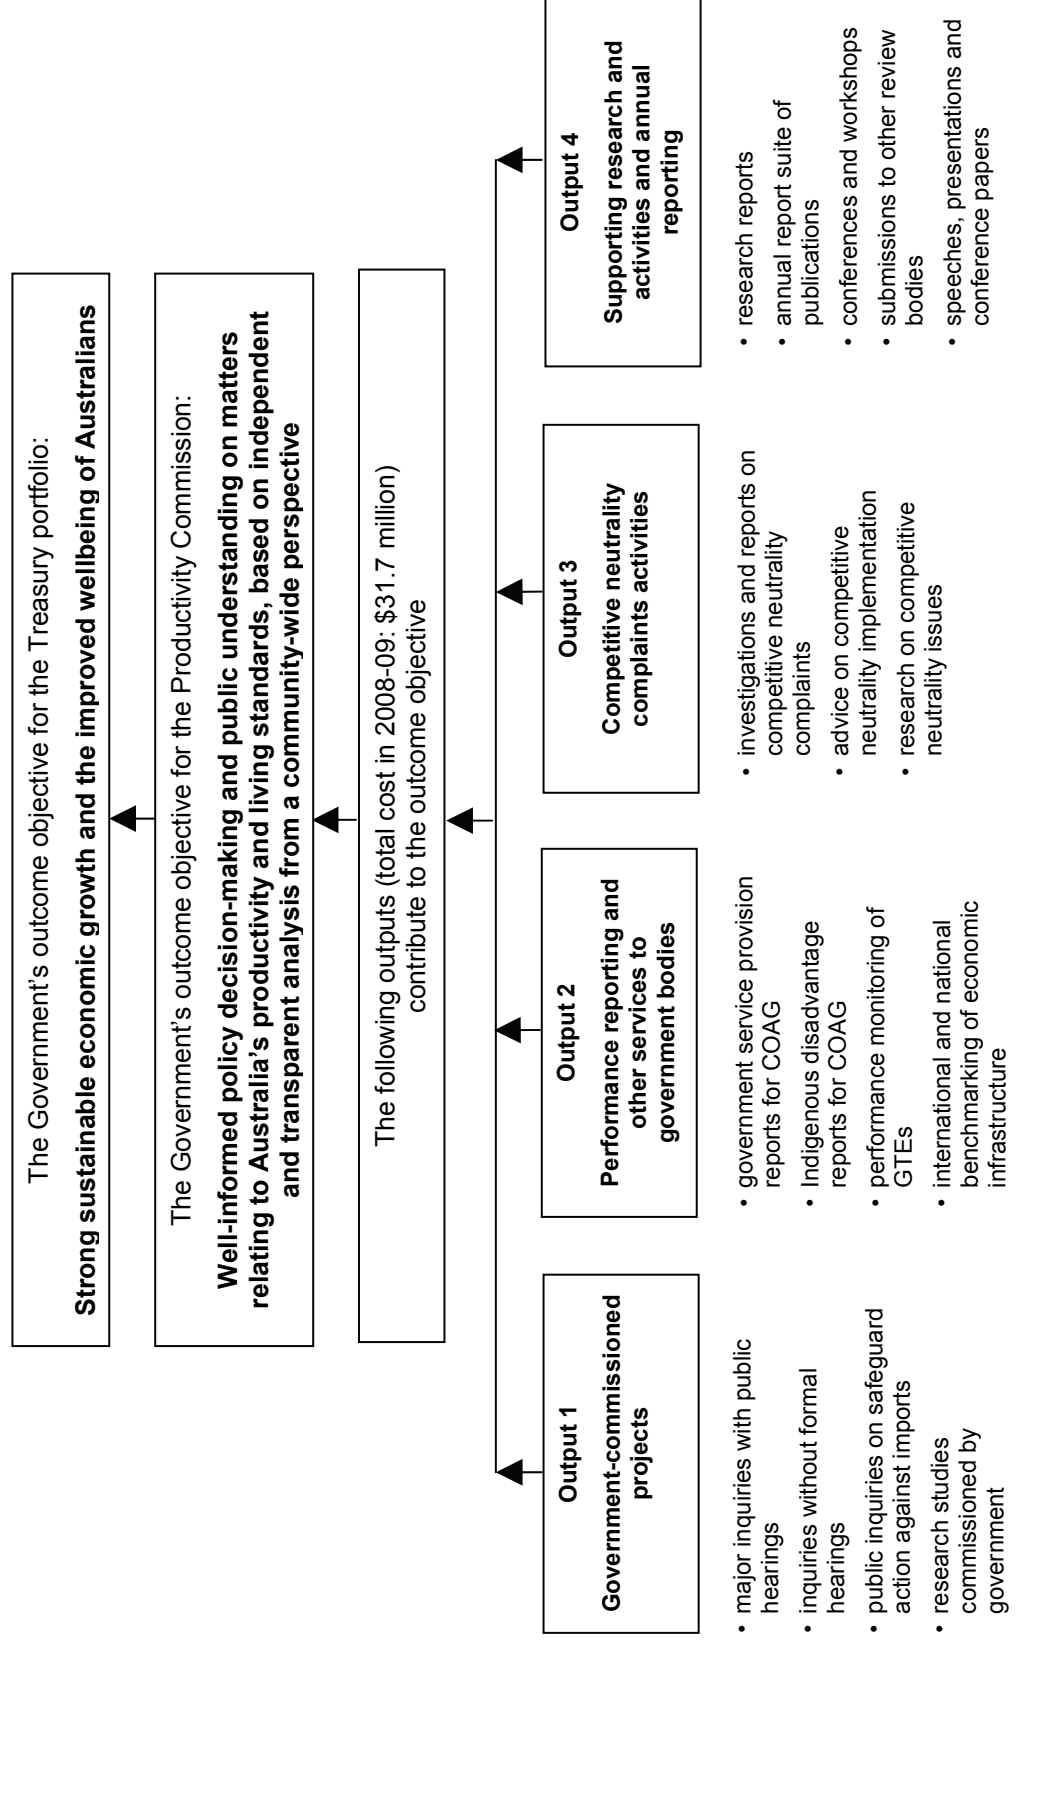 The Government's outcome objective for the Treasury portfolio:
Strong sustainable economic growth and the improved wellbeing of Australians
The Government's outcome objective for the Productivity Commission:
Well-informed policy decision-making and public understanding on matters
relating to Australia's productivity and living standards, based on independent
and transparent analysis from a community-wide perspective
The following outputs (total cost in 2008-09: $31.7 million)
contribute to the outcome objective
Output 1
Government-commissioned
projects
• major inquiries with public
hearings
• inquiries without formal
hearings
• public inquiries on safeguard
action against imports
• research studies
commissioned by
government
Output 2
Performance reporting and
other services to
government bodies
• government service provision
reports for COAG
• Indigenous disadvantage
reports for COAG
• performance monitoring of
GTEs
• international and national
benchmarking of economic
infrastructure
Output 3
Competitive neutrality
complaints activities
• investigations and reports on
competitive neutrality
complaints
• advice on competitive
neutrality implementation
• research on competitive
neutrality issues
Output 4
Supporting research and
activities and annual
reporting
• research reports
• annual report suite of
publications
• conferences and workshops
• submissions to other review
bodies
• speeches, presentations and
conference papers